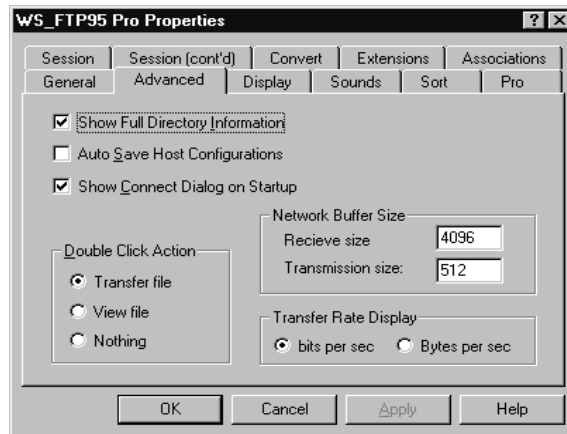 WS_FTP95 Pro Properties
Session Session (cont'd) Convert Extensions Associations
General Advanced Display Sounds Sort Pro
Show Full Directory Information
Auto Save Host Configurations
Show Connect Dialog on Startup
Network Buffer Size
Recieve size 4096
Transmission size: 512
Double Click Action
Transfer file
View file
Nothing
Transfer Rate Display
bits per sec Bytes per sec
OK Cancel Apply Help